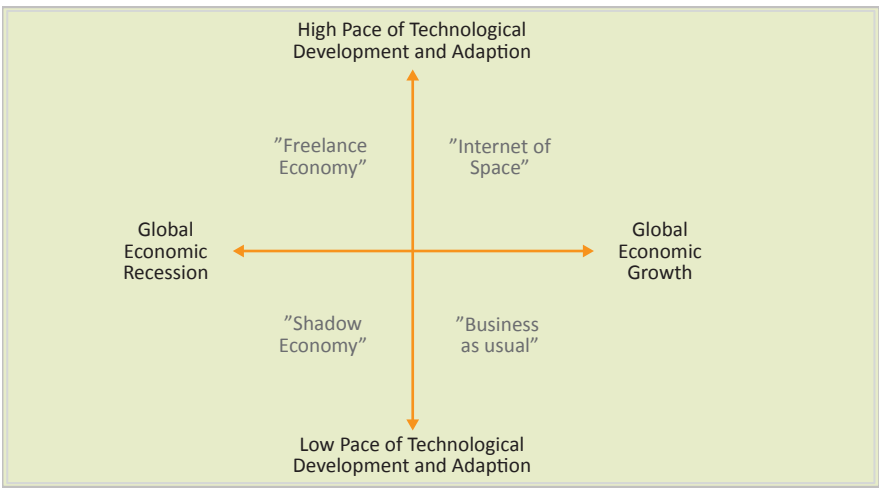 High Pace of Technological
Development and Adaption
”Freelance
Economy”
”Internet of
Space”
Global
Economic
Recession
Global
Economic
Growth
”Shadow
Economy”
”Business
as usual”
Low Pace of Technological
Development and Adaption